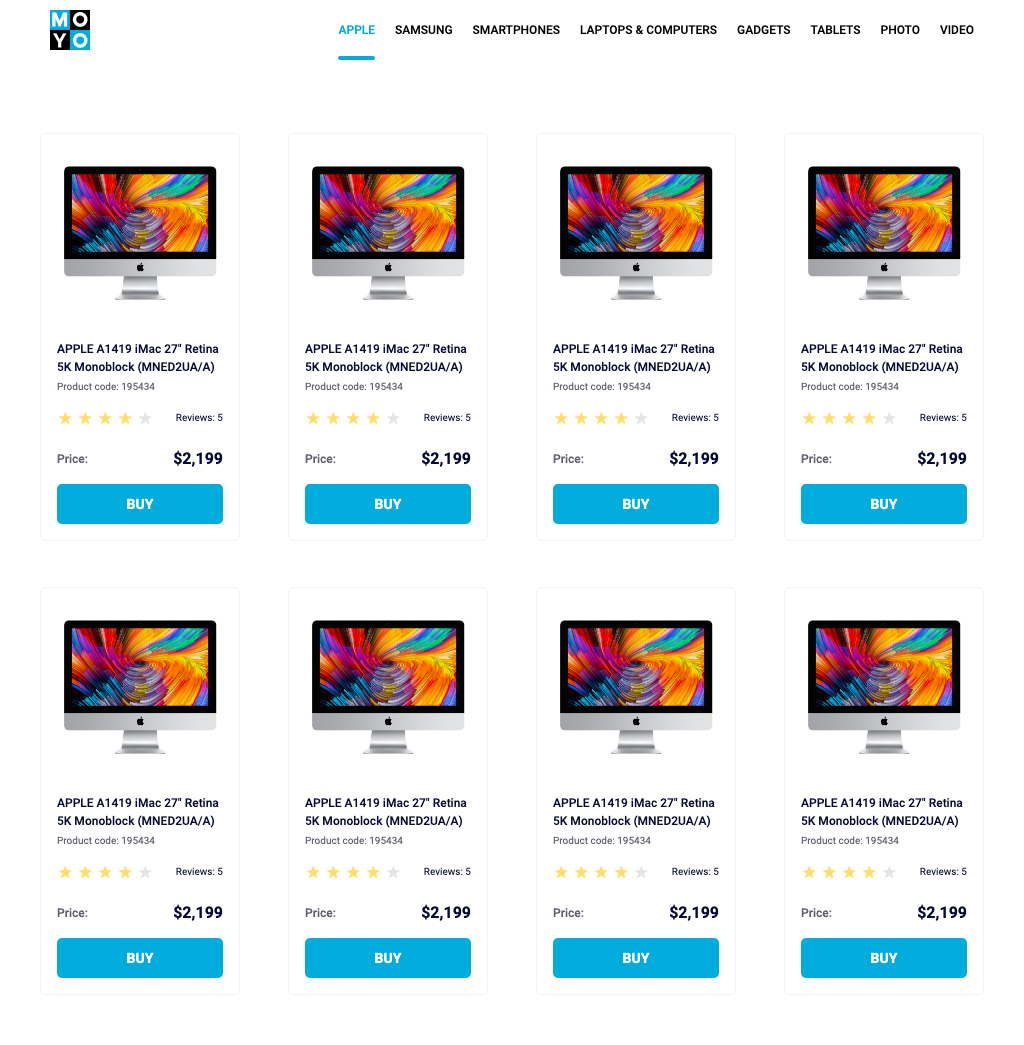 MO
YO
APPLE SAMSUNG SMARTPHONES LAPTOPS & COMPUTERS GADGETS TABLETS PHOTO VIDEO
APPLE A1419 iMac 27" Retina
5K Monoblock (MNED2UA/A)
Product code: 195434
Reviews: 5
Price: $2,199
BUY
APPLE A1419 iMac 27" Retina
5K Monoblock (MNED2UA/A)
Product code: 195434
Reviews: 5
Price: $2,199
BUY
APPLE A1419 iMac 27" Retina
5K Monoblock (MNED2UA/A)
Product code: 195434
Reviews: 5
Price: $2,199
BUY
APPLE A1419 iMac 27" Retina
5K Monoblock (MNED2UA/A)
Product code: 195434
Reviews: 5
Price: $2,199
BUY
APPLE A1419 iMac 27" Retina
5K Monoblock (MNED2UA/A)
Product code: 195434
Reviews: 5
Price: $2,199
BUY
APPLE A1419 iMac 27" Retina
5K Monoblock (MNED2UA/A)
Product code: 195434
Reviews: 5
Price: $2,199
BUY
APPLE A1419 iMac 27" Retina
5K Monoblock (MNED2UA/A)
Product code: 195434
Reviews: 5
Price: $2,199
BUY
APPLE A1419 iMac 27" Retina
5K Monoblock (MNED2UA/A)
Product code: 195434
Reviews: 5
Price: $2,199
BUY